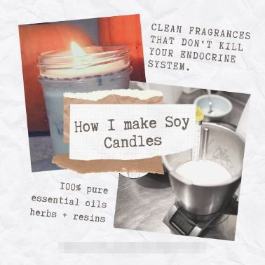 CLEAN FRAGRANCES
THAT DON'T KILL
YOUR ENDOCRINE
SYSTEM.
How I make Soy
Candles
100% pure
essential oils
herbs + resins